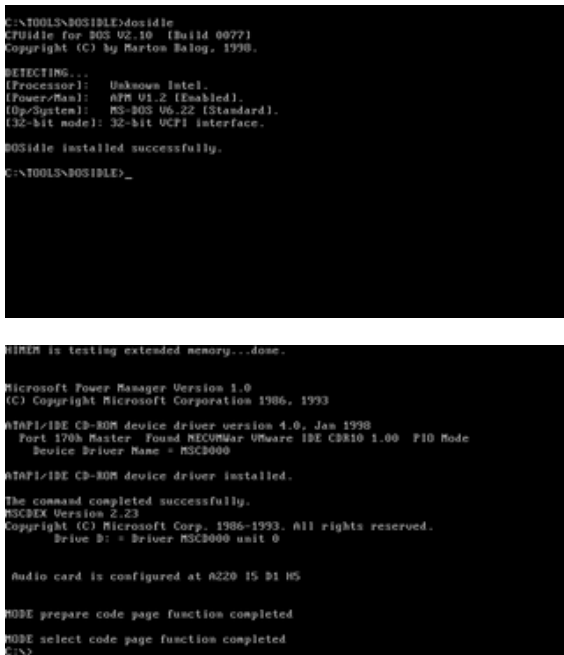 C:\TOOLS\DOSIDLE>dosidle
CPUidle for DOS V2.10 [Build 0077]
Copyright (C) by Marton Balog, 1998.
DETECTING...
[Processor]: Unknown Intel.
[Power/Man]: APM V1.2 [Enabled].
[Op/System]: MS-DOS V6.22 [Standard].
[32-bit mode]: 32-bit VCPI interface.
DOSidle installed successfully.
C:\TOOLS\DOSIDLE>_
HIMEM is testing extended memory...done.
Microsoft Power Manager Version 1.0
(C) Copyright Microsoft Corporation 1986, 1993
ATAPI/IDE CD-ROM device driver version 4.0, Jan 1998
Port 170h Master Found NECVMWar VMware IDE CDR10 1.00 PIO Mode
Device Driver Name = MSCD000
ATAPI/IDE CD-ROM device driver installed.
The command completed successfully.
MSCDEX Version 2.23
Copyright (C) Microsoft Corp. 1986-1993. All rights reserved.
Drive D: = Driver MSCD000 unit 0
Audio card is configured at A220 I5 D1 H5
MODE prepare code page function completed
MODE select code page function completed
C:\>